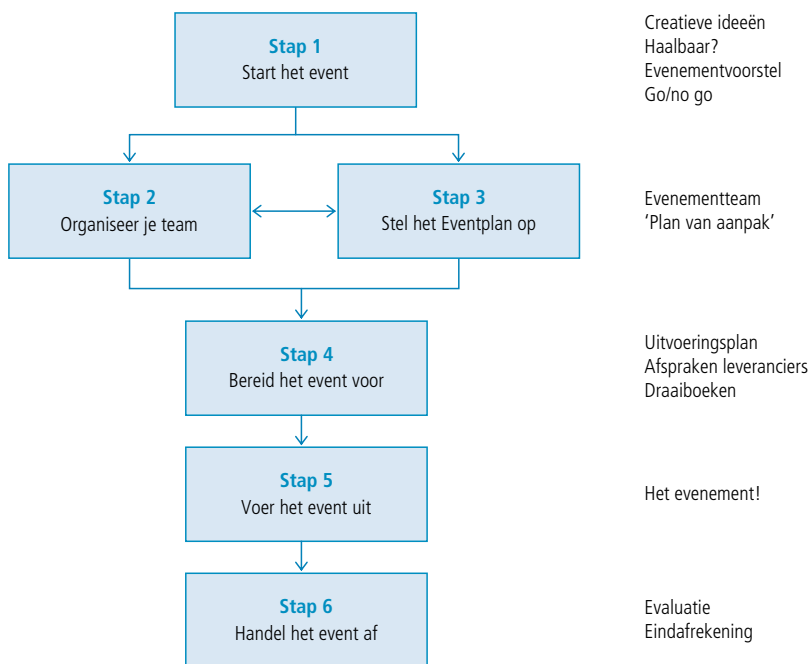 Stap 1
Start het event
Creatieve ideeën
Haalbaar?
Evenementvoorstel
Go/no go
Stap 2
Organiseer je team
Stap 3
Stel het Eventplan op
Evenementteam
‘Plan van aanpak’
Stap 4
Bereid het event voor
Uitvoeringsplan
Afspraken leveranciers
Draaiboeken
Stap 5
Voer het event uit
Het evenement!
Stap 6
Handel het event af
Evaluatie
Eindafrekening